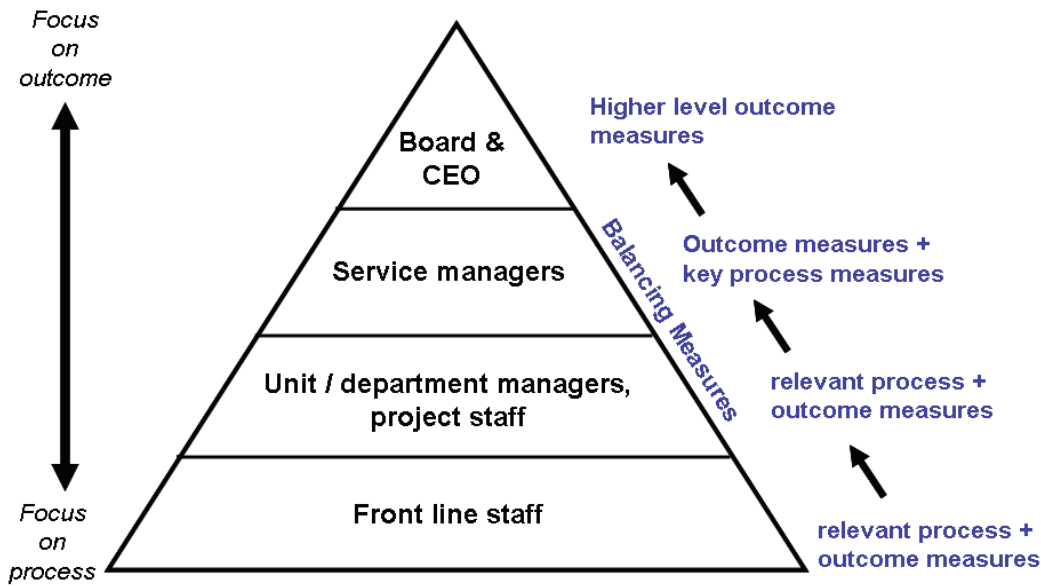 Focus
on
outcome
Board &
CEO
Higher level outcome
measures
Service managers
Balancing Measures
Outcome measures +
key process measures
Unit / department managers,
project staff
relevant process +
outcome measures
Focus
on
process
Front line staff
relevant process +
outcome measures